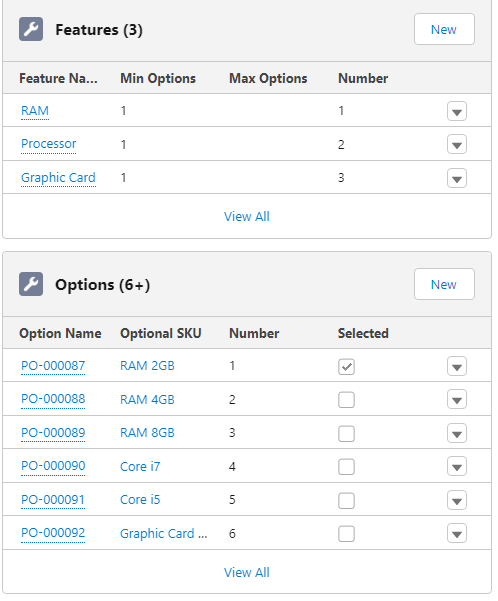 Features (3) New
Feature Na... Min Options Max Options Number
RAM 1 1
Processor 1 2
Graphic Card 1 3
View All
Options (6+) New
Option Name Optional SKU Number Selected
PO-000087 RAM 2GB 1
PO-000088 RAM 4GB 2
PO-000089 RAM 8GB 3
PO-000090 Core i7 4
PO-000091 Core i5 5
PO-000092 Graphic Card ... 6
View All